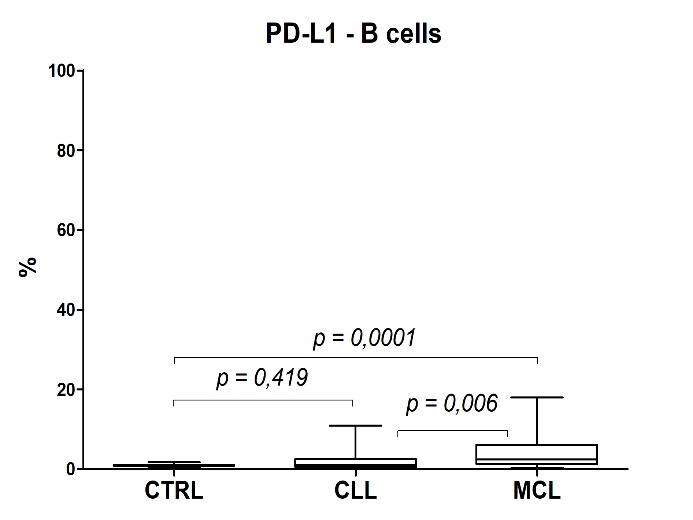 PD-L1 - B cells
100
80
60
40
20
0
%
p = 0,0001
p = 0,419
p = 0,006
CTRL
CLL
MCL